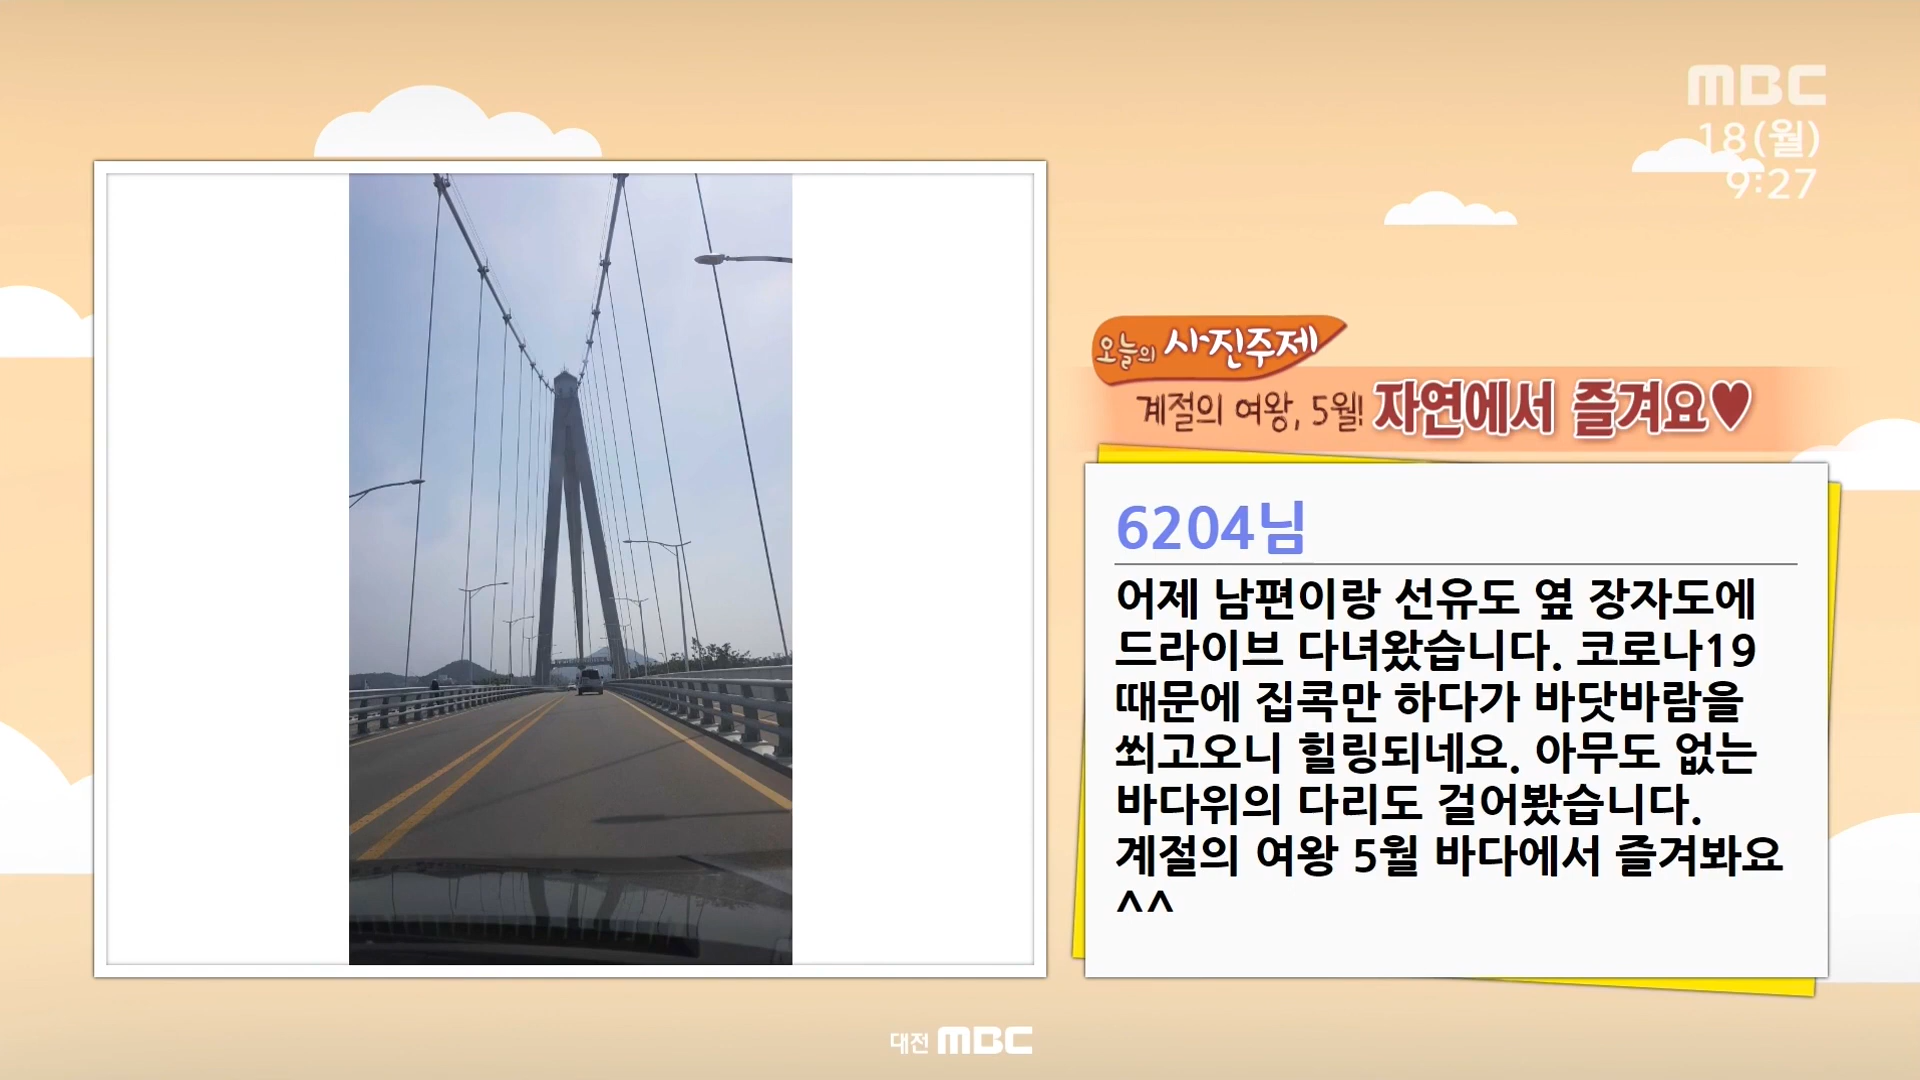 MBC
18(월)
9:27
오늘의 사진주제
계절의 여왕, 5월! 자연에서 즐겨요♥
6204님
어제 남편이랑 선유도 옆 장자도에
드라이브 다녀왔습니다. 코로나19
때문에 집콕만 하다가 바닷바람을
쐬고오니 힐링되네요. 아무도 없는
바다위의 다리도 걸어봤습니다.
계절의 여왕 5월 바다에서 즐겨봐요
^^
대전 MBC